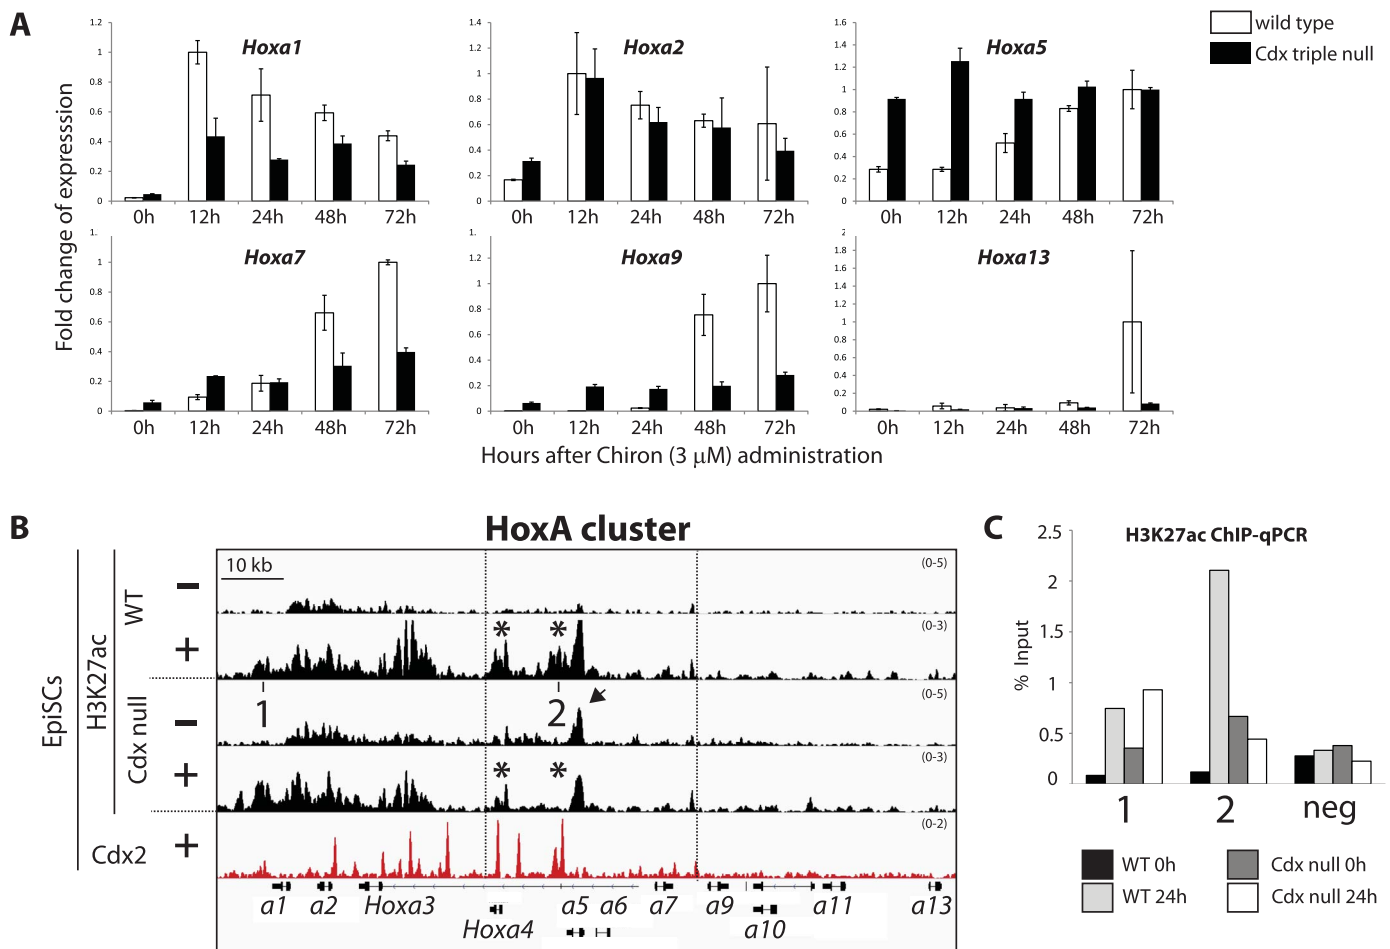 A
wild type
Cdx triple null
Fold change of expresssion
Hoxa1
1.2
1
0.8
0.6
0.4
0.2
0
0h 12h 24h 48h 72h
Hoxa2
1.4
1.2
1
0.8
0.6
0.4
0.2
0
0h 12h 24h 48h 72h
Hoxa5
1.6
1.4
1.2
1
0.8
0.6
0.4
0.2
0
0h 12h 24h 48h 72h
Hoxa7
1.
1
0.8
0.6
0.4
0.2
0
0h 12h 24h 48h 72h
Hoxa9
1.
1.2
1
0.8
0.6
0.4
0.2
0
0h 12h 24h 48h 72h
Hoxa13
2
1.8
1.6
1.4
1.2
1
0.8
0.6
0.4
0.2
0
0h 12h 24h 48h 72h
Hours after Chiron (3 μM) administration
B
HoxA cluster
10 kb
EpiSCs
H3K27ac
WT
Cdx null
Cdx2
−
(0-5)
+
* *
(0-3)
1 2
−
(0-5)
+
* *
(0-3)
+
(0-2)
a1 a2 Hoxa3 a5 a6 a7 a9 a11 a13
Hoxa4 a10
C
H3K27ac ChIP-qPCR
% Input
2.5
2
1.5
1
0.5
0
1 2 neg
WT 0h
Cdx null 0h
WT 24h
Cdx null 24h